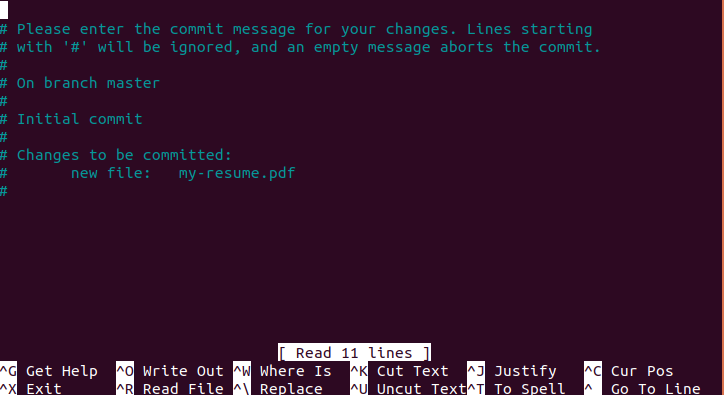 # Please enter the commit message for your changes. Lines starting
# with '#' will be ignored, and an empty message aborts the commit.
#
# On branch master
#
# Initial commit
#
# Changes to be committed:
#       new file:   my-resume.pdf
#
[ Read 11 lines ]
^G Get Help  ^O Write Out ^W Where Is  ^K Cut Text  ^J Justify   ^C Cur Pos
^X Exit      ^R Read File ^\ Replace   ^U Uncut Text^T To Spell  ^  Go To Line